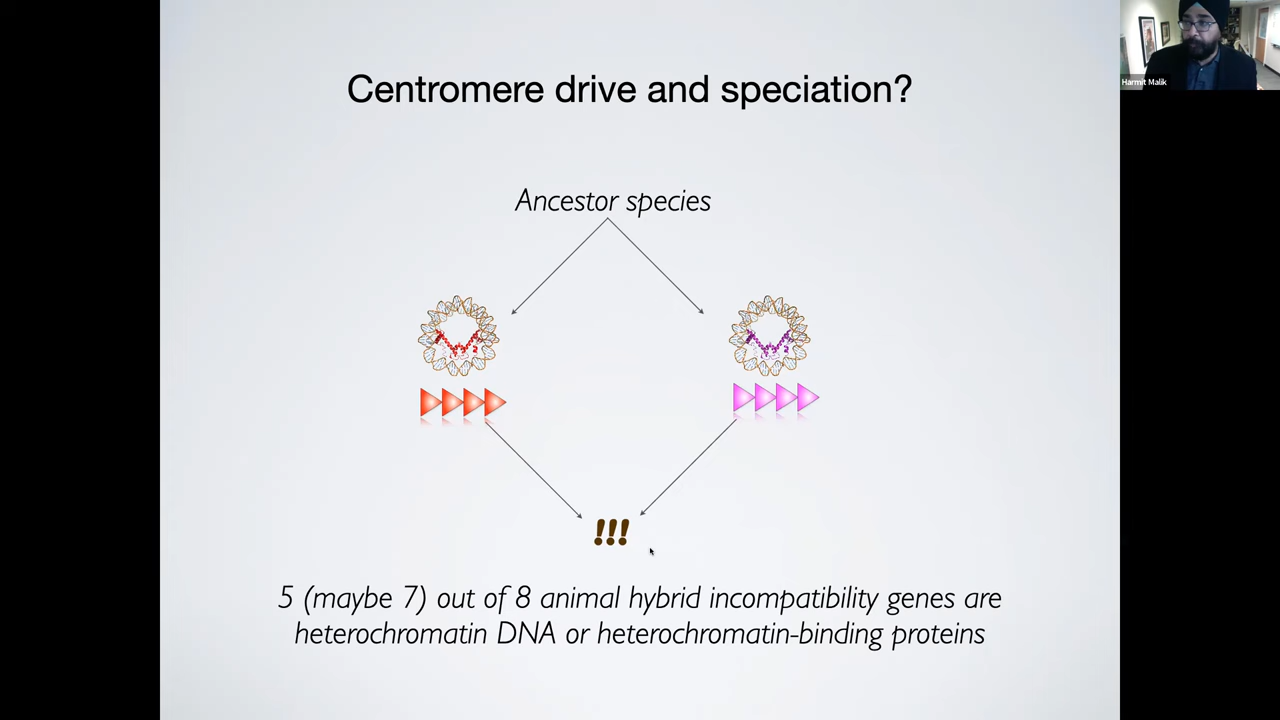 Harmit Malik
Centromere drive and speciation?
Ancestor species
!!!
5 (maybe 7) out of 8 animal hybrid incompatibility genes are
heterochromatin DNA or heterochromatin-binding proteins